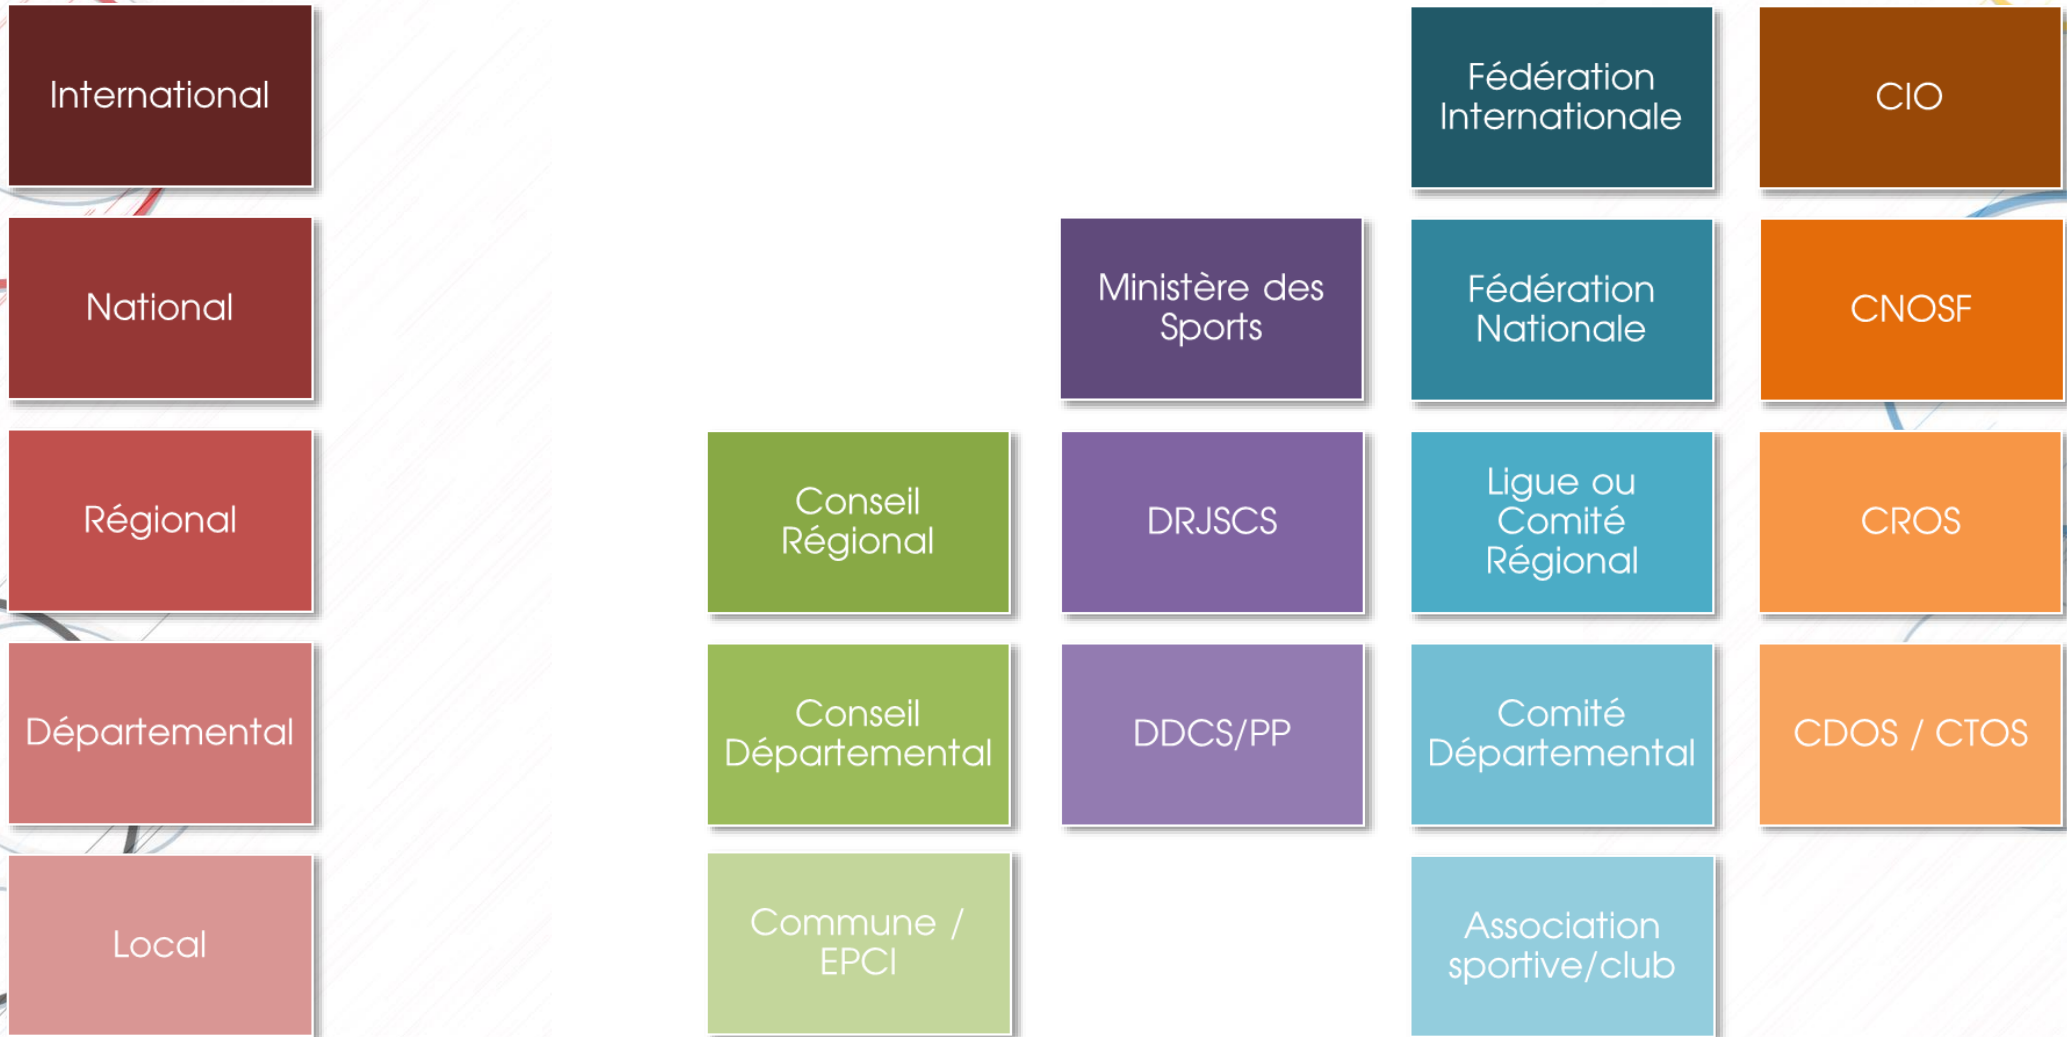 International
Fédération
Internationale
CIO
National
Ministère des
Sports
Fédération
Nationale
CNOSF
Régional
Conseil
Régional
DRJSCS
Ligue ou
Comité
Régional
CROS
Départemental
Conseil
Départemental
DDCS/PP
Comité
Départemental
CDOS / CTOS
Local
Commune /
EPCI
Association
sportive/club